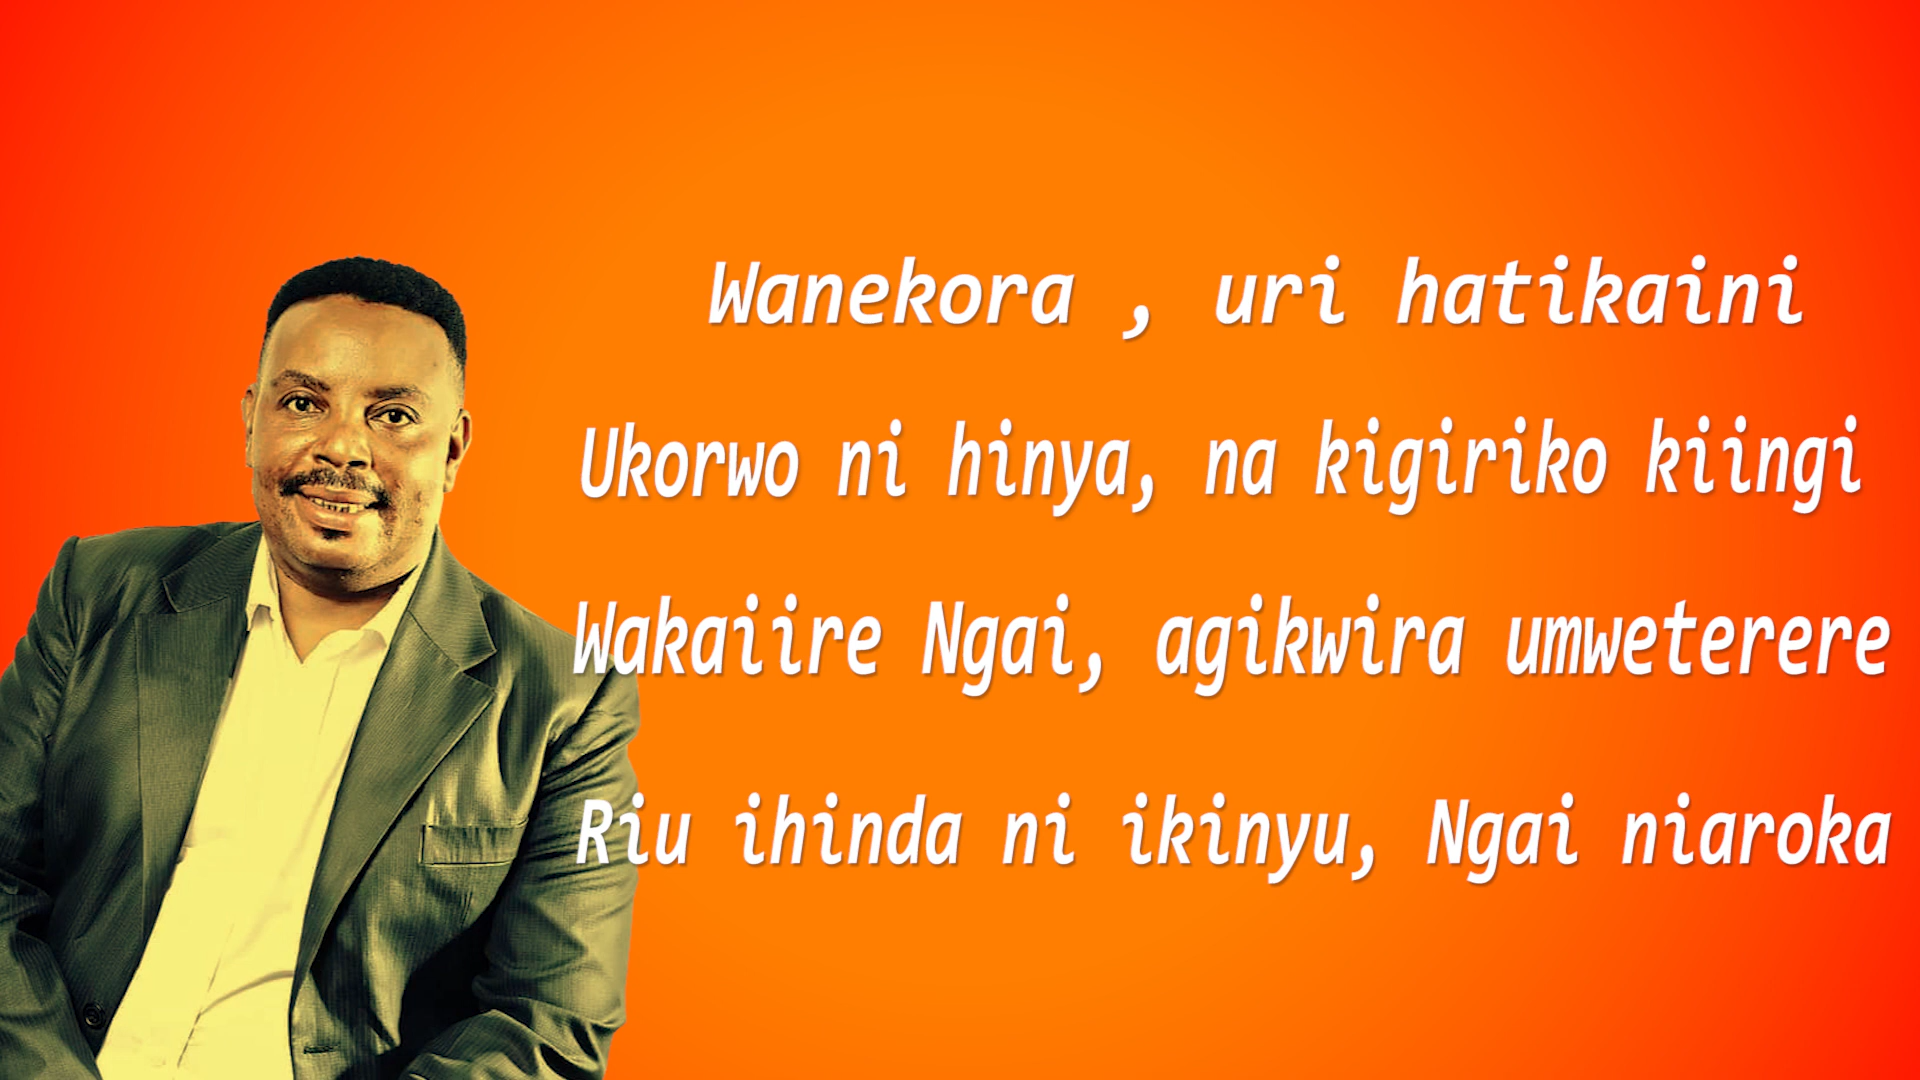 Wanekora , uri hatikaini
Ukorwo ni hinya, na kigiriko kiingi
Wakaiire Ngai, agikwira umweterere
Riu ihinda ni ikinyu, Ngai niaroka